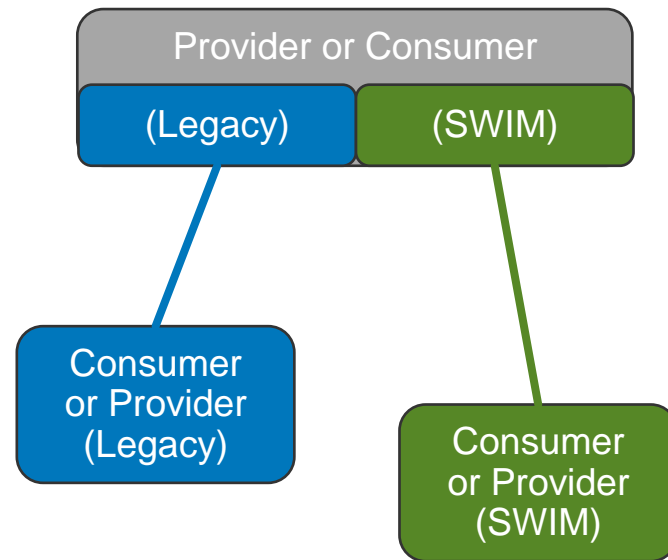 Provider or Consumer
(Legacy)
(SWIM)
Consumer
or Provider
(Legacy)
Consumer
or Provider
(SWIM)